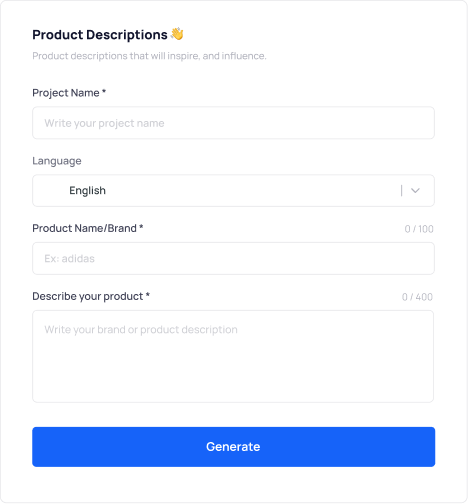 Product Descriptions 👋
Product descriptions that will inspire, and influence.
Project Name *
Write your project name
Language
English
Product Name/Brand * 0 / 100
Ex: adidas
Describe your product * 0 / 400
Write your brand or product description
Generate